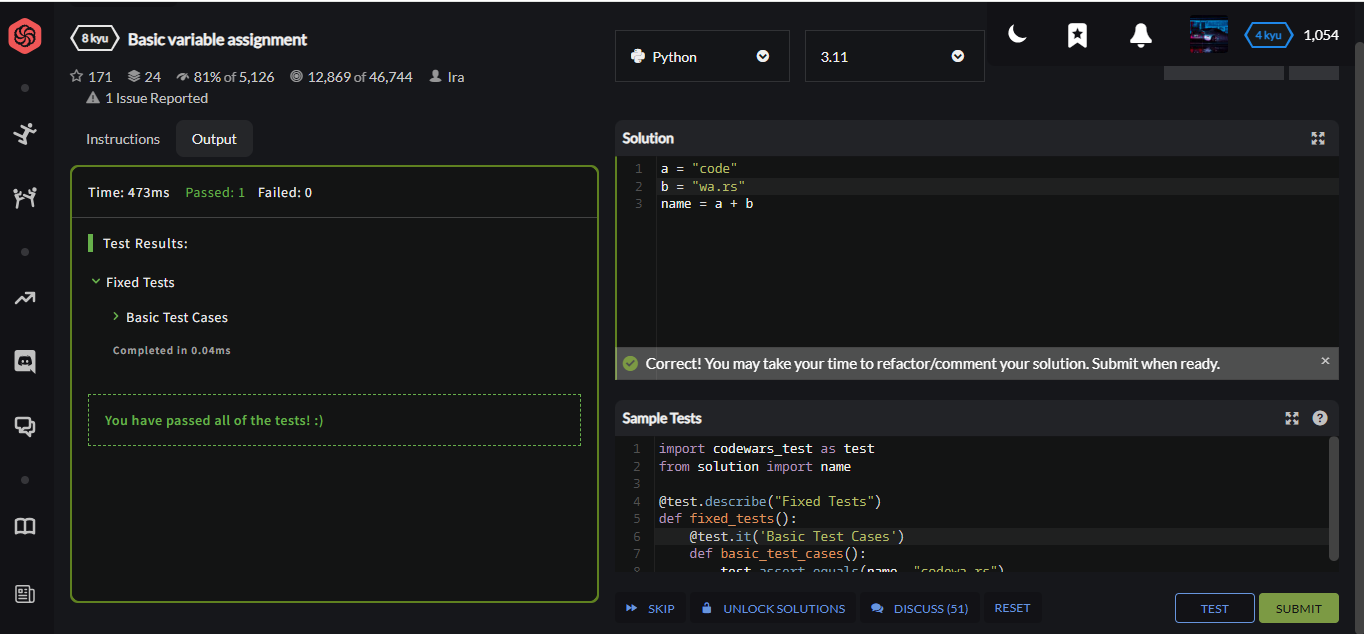 8 kyu Basic variable assignment
171 24 81% of 5,126 12,869 of 46,744 Ira
1 Issue Reported
Python
3.11
4 kyu 1,054
Instructions Output
Time: 473ms Passed: 1 Failed: 0
Test Results:
Fixed Tests
Basic Test Cases
Completed in 0.04ms
You have passed all of the tests! :)
Solution
1 a = "code"
2 b = "wa.rs"
3 name = a + b
Correct! You may take your time to refactor/comment your solution. Submit when ready.
Sample Tests
1 import codewars_test as test
2 from solution import name
3
4 @test.describe("Fixed Tests")
5 def fixed_tests():
6 @test.it('Basic Test Cases')
7 def basic_test_cases():
8 test.assert_equals(name, "codewa.rs")
SKIP UNLOCK SOLUTIONS DISCUSS (51) RESET TEST SUBMIT